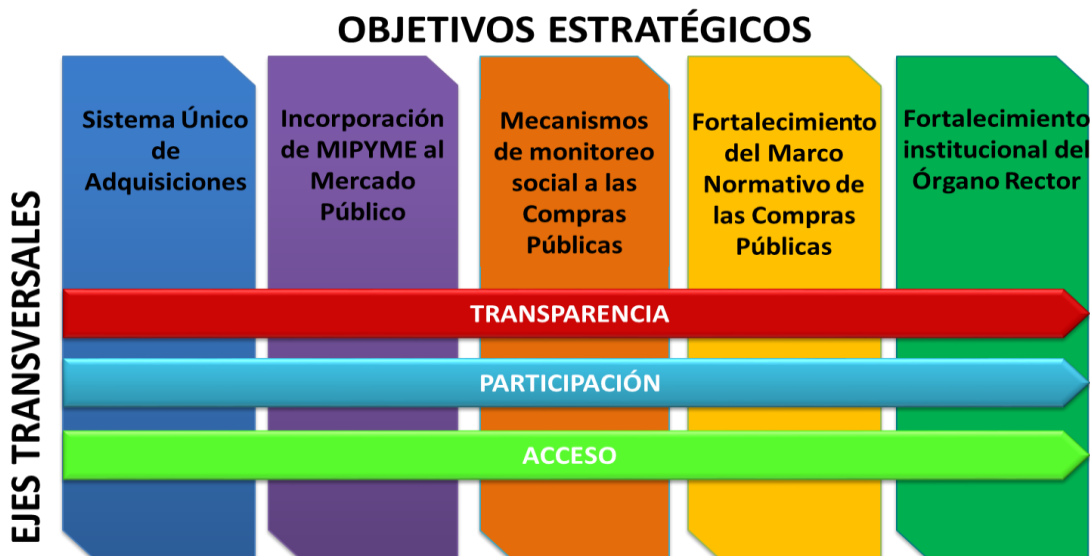 OBJETIVOS ESTRATÉGICOS
Sistema Único
de
Adquisiciones
Incorporación
de MIPYME al
Mercado
Público
Mecanismos
de monitoreo
social a las
Compras
Públicas
Fortalecimiento
del Marco
Normativo de
las Compras
Públicas
Fortalecimiento
institucional del
Órgano Rector
EJES TRANSVERSALES
TRANSPARENCIA
PARTICIPACIÓN
ACCESO